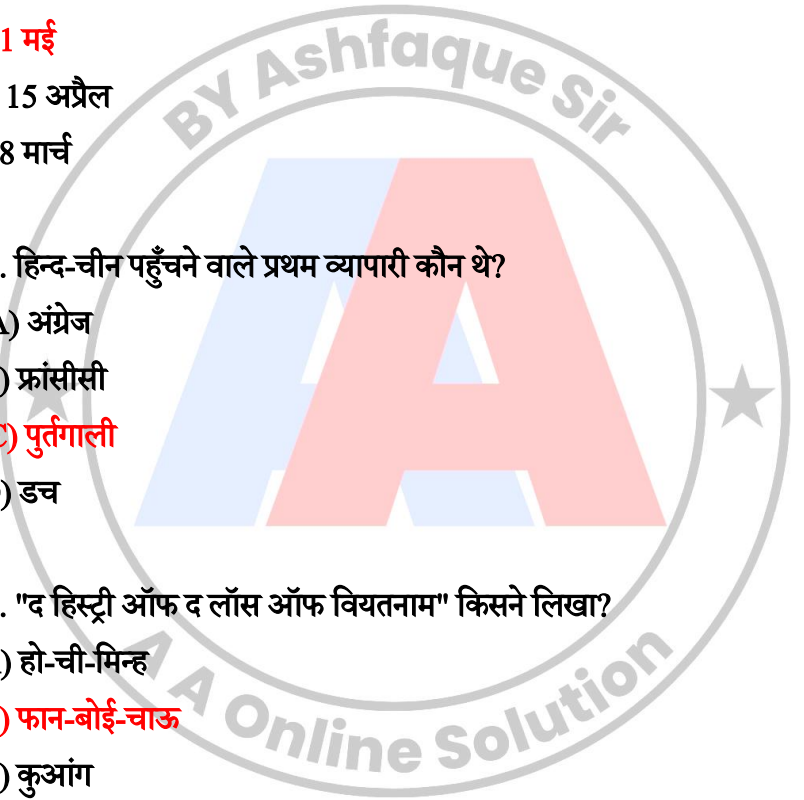 1 मई
15 अप्रैल
8 मार्च
. हिन्द-चीन पहुँचने वाले प्रथम व्यापारी कौन थे?
A) अंग्रेज
) फ्रांसीसी
C) पुर्तगाली
) डच
. "द हिस्ट्री ऑफ द लॉस ऑफ वियतनाम" किसने लिखा?
) हो-ची-मिन्ह
) फान-बोई-चाऊ
) कुआंग
BY Ashfaque Sir
A A Online Solution